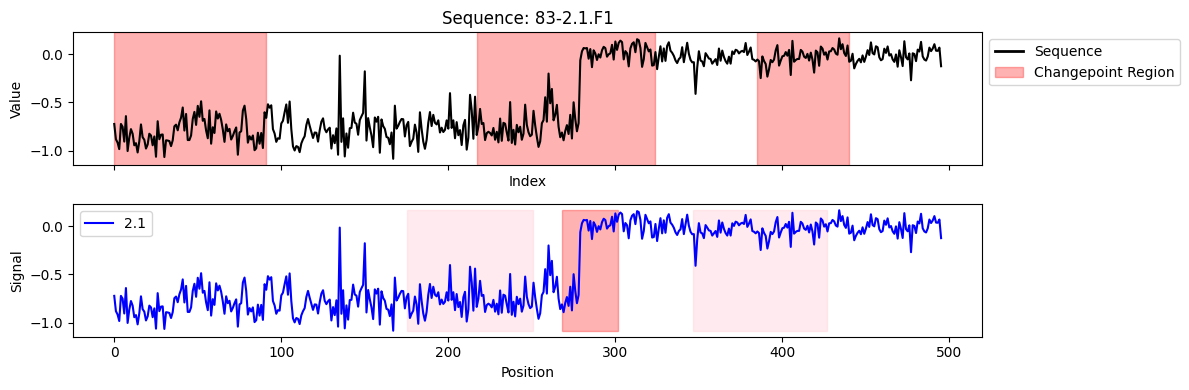 Sequence: 83-2.1.F1
0.0
−0.5
−1.0
Value
Index
Sequence
Changepoint Region
0.0
−0.5
−1.0
Signal
2.1
0 100 200 300 400 500
Position